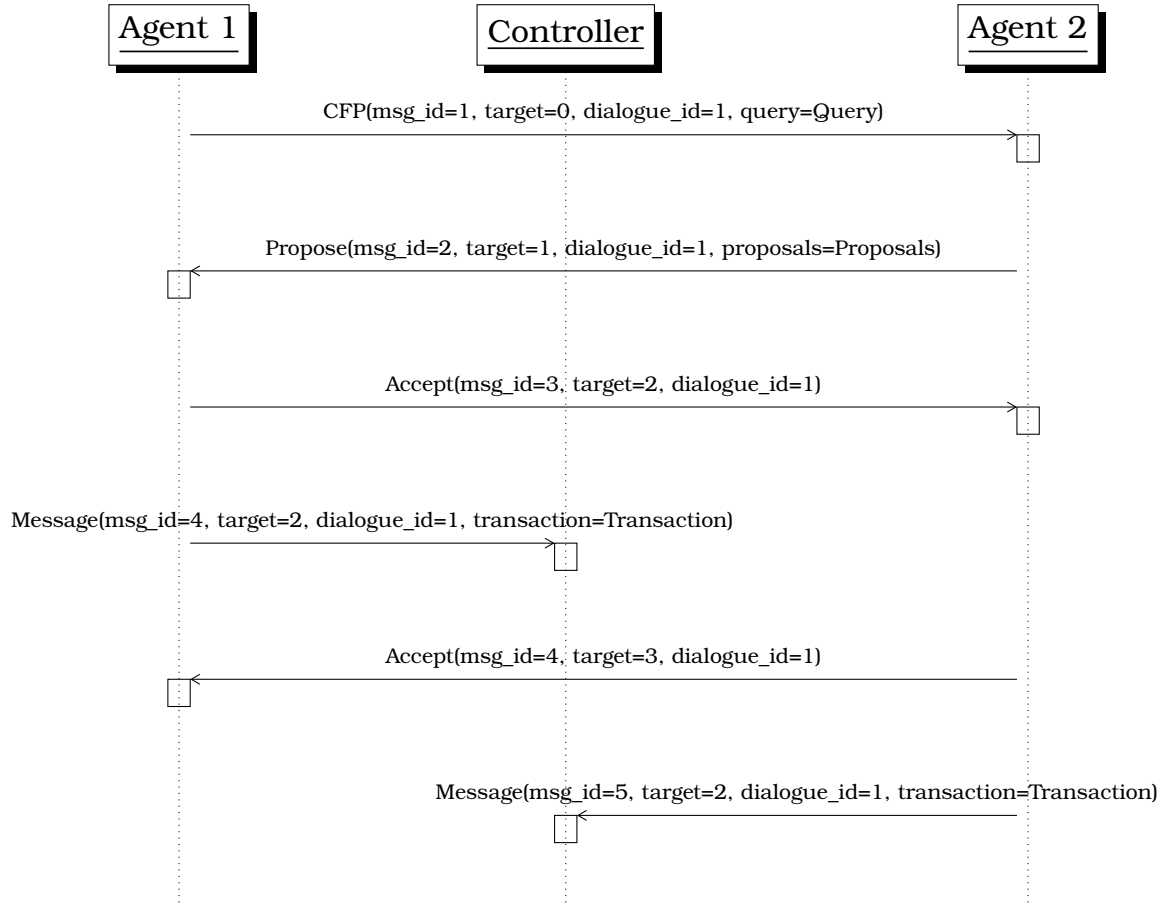 Agent 1
Controller
Agent 2
CFP(msg_id=1, target=0, dialogue_id=1, query=Query)
Propose(msg_id=2, target=1, dialogue_id=1, proposals=Proposals)
Accept(msg_id=3, target=2, dialogue_id=1)
Message(msg_id=4, target=2, dialogue_id=1, transaction=Transaction)
Accept(msg_id=4, target=3, dialogue_id=1)
Message(msg_id=5, target=2, dialogue_id=1, transaction=Transaction)